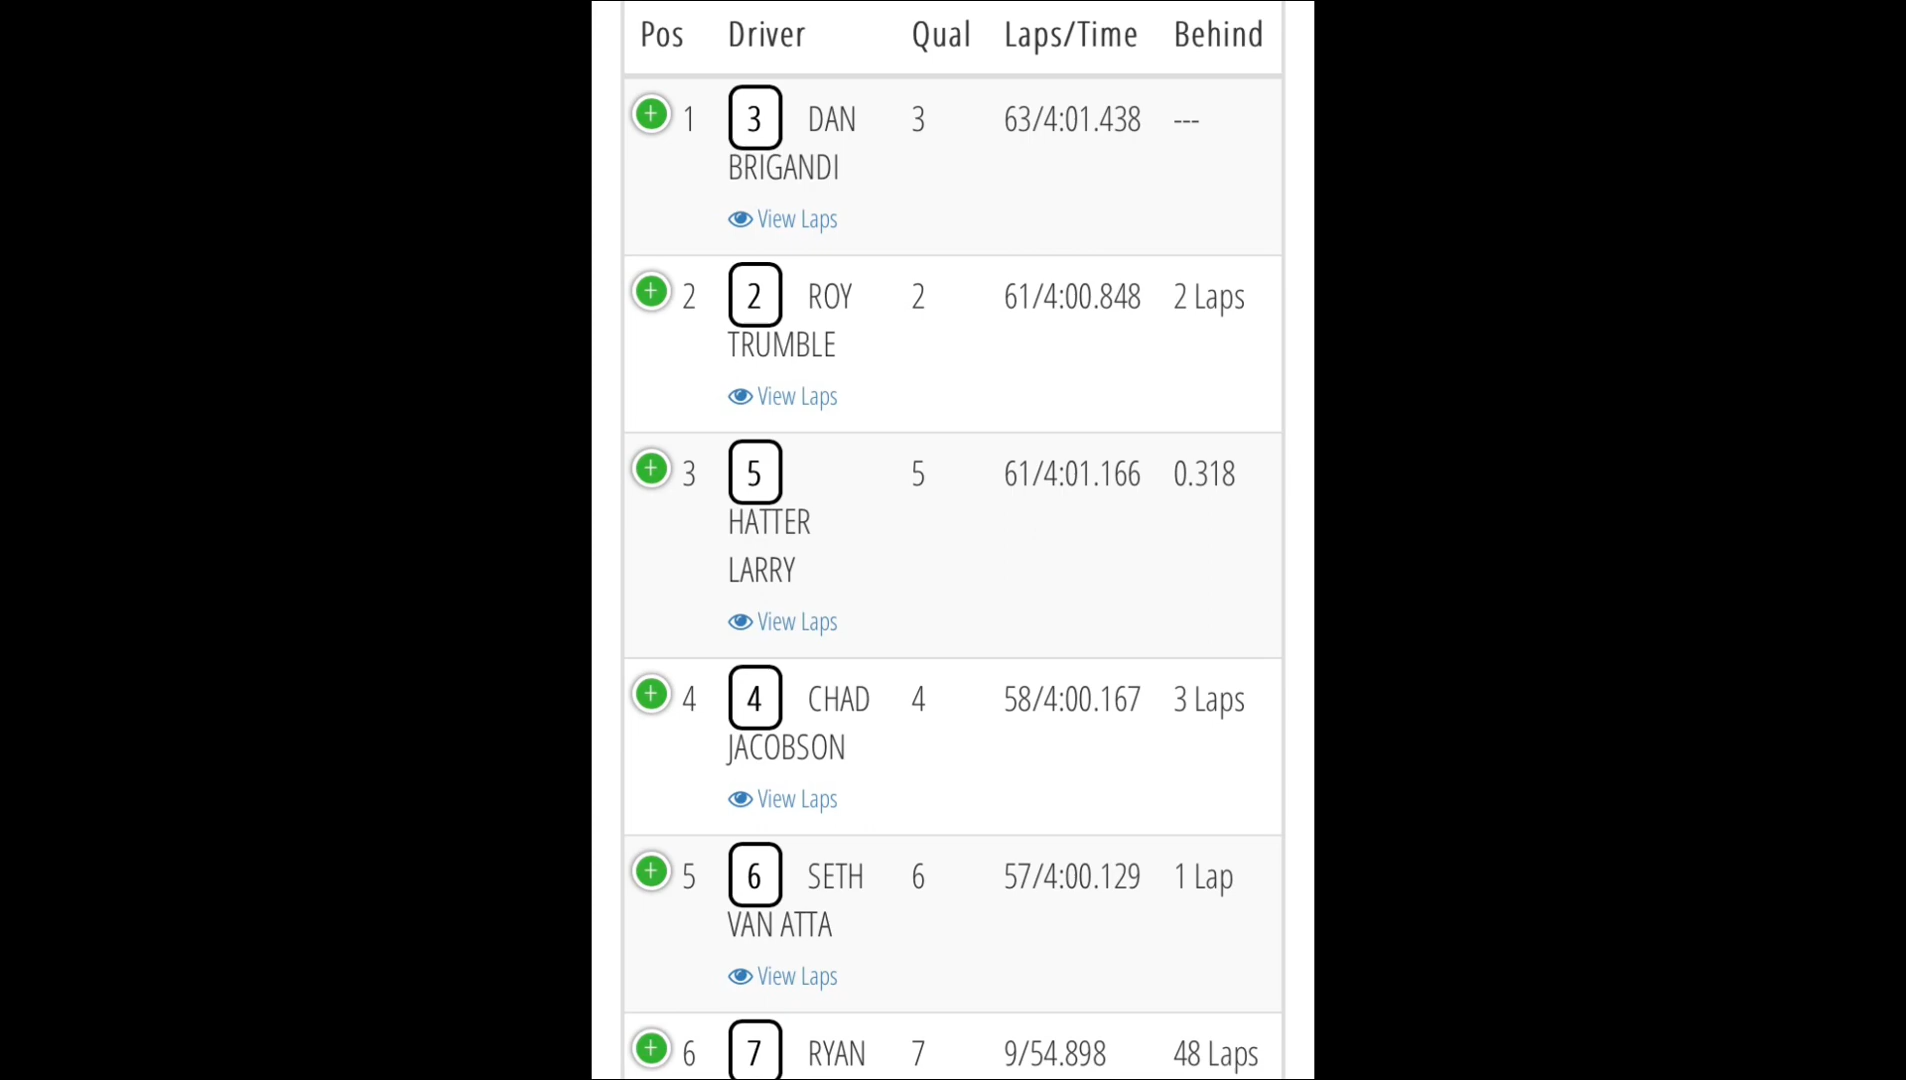 Pos Driver Qual Laps/Time Behind
1 3 DAN 3 63/4:01.438 ---
BRIGANDI
View Laps
2 2 ROY 2 61/4:00.848 2 Laps
TRUMBLE
View Laps
3 5 5 61/4:01.166 0.318
HATTER
LARRY
View Laps
4 4 CHAD 4 58/4:00.167 3 Laps
JACOBSON
View Laps
5 6 SETH 6 57/4:00.129 1 Lap
VAN ATTA
View Laps
6 7 RYAN 7 9/54.898 48 Laps